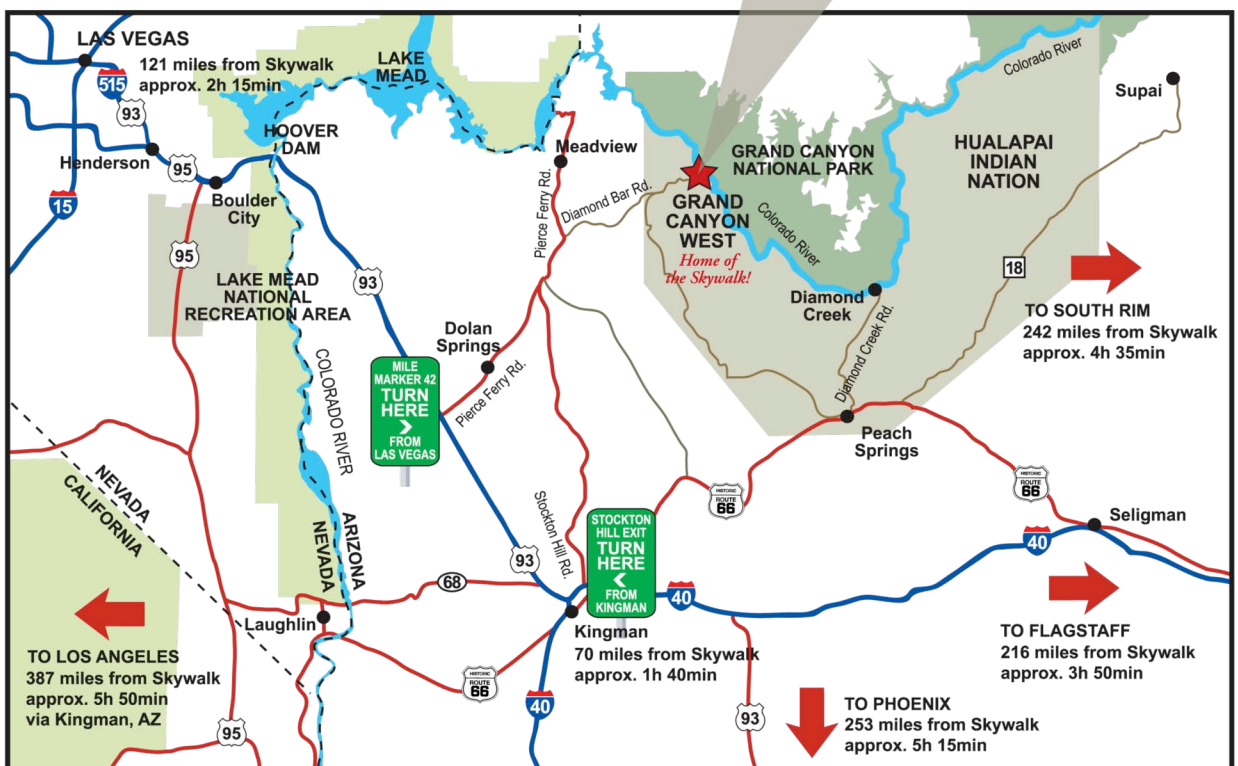 LAS VEGAS
121 miles from Skywalk
approx. 2h 15min
515
93
Henderson
95
15
Boulder
City
95
HOOVER
DAM
LAKE
MEAD
Meadview
Pierce Ferry Rd.
Diamond Bar Rd.
GRAND CANYON
NATIONAL PARK
GRAND
CANYON
WEST
Home of
the Skywalk!
Colorado River
Colorado River
Supai
HUALAPAI
INDIAN
NATION
18
TO SOUTH RIM
242 miles from Skywalk
approx. 4h 35min
Diamond
Creek
Diamond Creek Rd.
Peach
Springs
LAKE MEAD
NATIONAL
RECREATION AREA
93
COLORADO RIVER
Dolan
Springs
Pierce Ferry Rd.
MILE
MARKER 42
TURN
HERE
>
FROM
LAS VEGAS
NEVADA
CALIFORNIA
ARIZONA
NEVADA
Stockton Hill Rd.
93
STOCKTON
HILL EXIT
TURN
HERE
<
FROM
KINGMAN
HISTORIC
ROUTE
66
HISTORIC
ROUTE
66
Seligman
40
40
68
Laughlin
Kingman
70 miles from Skywalk
approx. 1h 40min
HISTORIC
ROUTE
66
40
95
93
TO LOS ANGELES
387 miles from Skywalk
approx. 5h 50min
via Kingman, AZ
TO FLAGSTAFF
216 miles from Skywalk
approx. 3h 50min
TO PHOENIX
253 miles from Skywalk
approx. 5h 15min